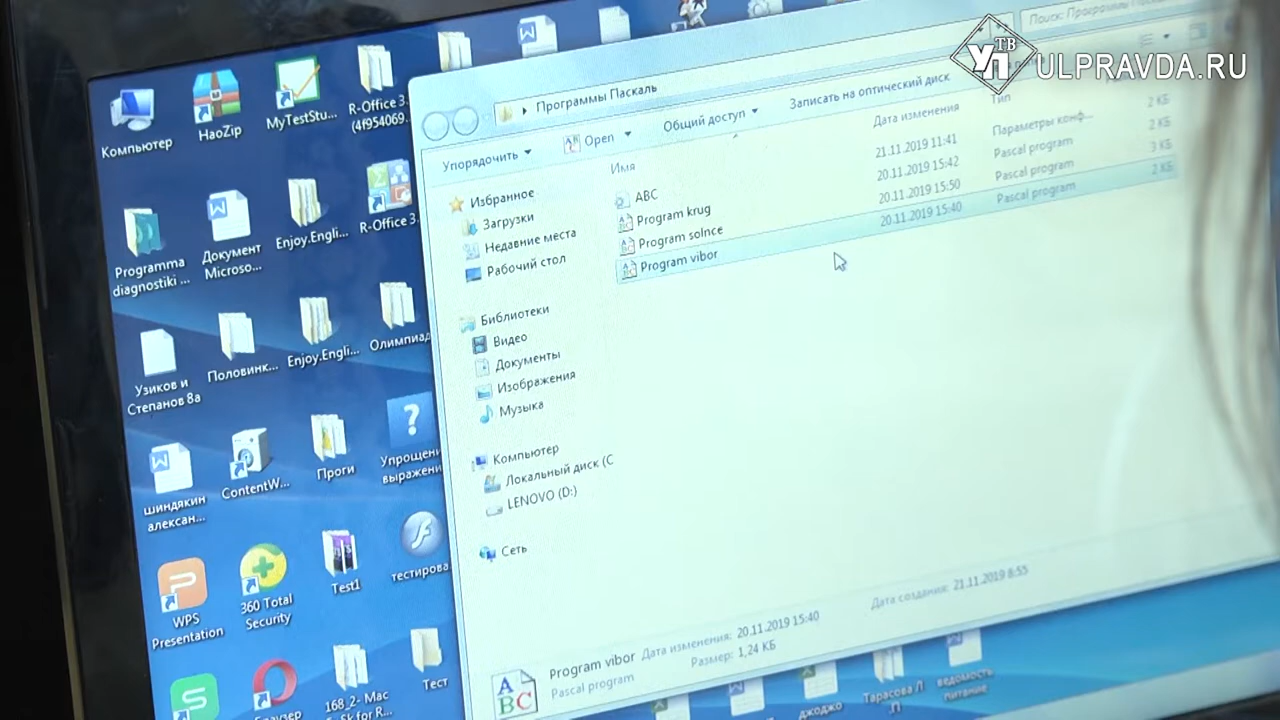 УП ТВ
ULPRAVDA.RU
Поиск: Программы
Программы Паскаль
Упорядочить
Open
Общий доступ
Записать на оптический диск
Имя
Дата изменения
Тип
ABC
21.11.2019 11:41
Параметры конф...
2 КБ
Program krug
20.11.2019 15:42
Pascal program
2 КБ
Program solnce
20.11.2019 15:50
Pascal program
3 КБ
Program vibor
20.11.2019 15:40
Pascal program
2 КБ
Избранное
Загрузки
Недавние места
Рабочий стол
Библиотеки
Видео
Документы
Изображения
Музыка
Компьютер
Локальный диск (C
LENOVO (D:)
Сеть
Program vibor
Pascal program
Дата изменения: 20.11.2019 15:40
Размер: 1,24 КБ
Дата создания: 21.11.2019 8:55
Компьютер
HaoZip
MyTestStu...
R-Office 3.
(4f954069.
Programma
diagnostiki ...
Документ
Microso...
Enjoy.Engli...
R-Office 3.
Узиков и
Степанов 8а
Половинк...
Enjoy.Engli...
Олимпиад
шиндякин
алексан...
ContentW...
Проги
Упрощени
выражени
WPS
Presentation
360 Total
Security
Test1
тестирова
Браузер
168_2- Mac
Тест
джоджо
Тарасова Л
.П
ведомость
питание